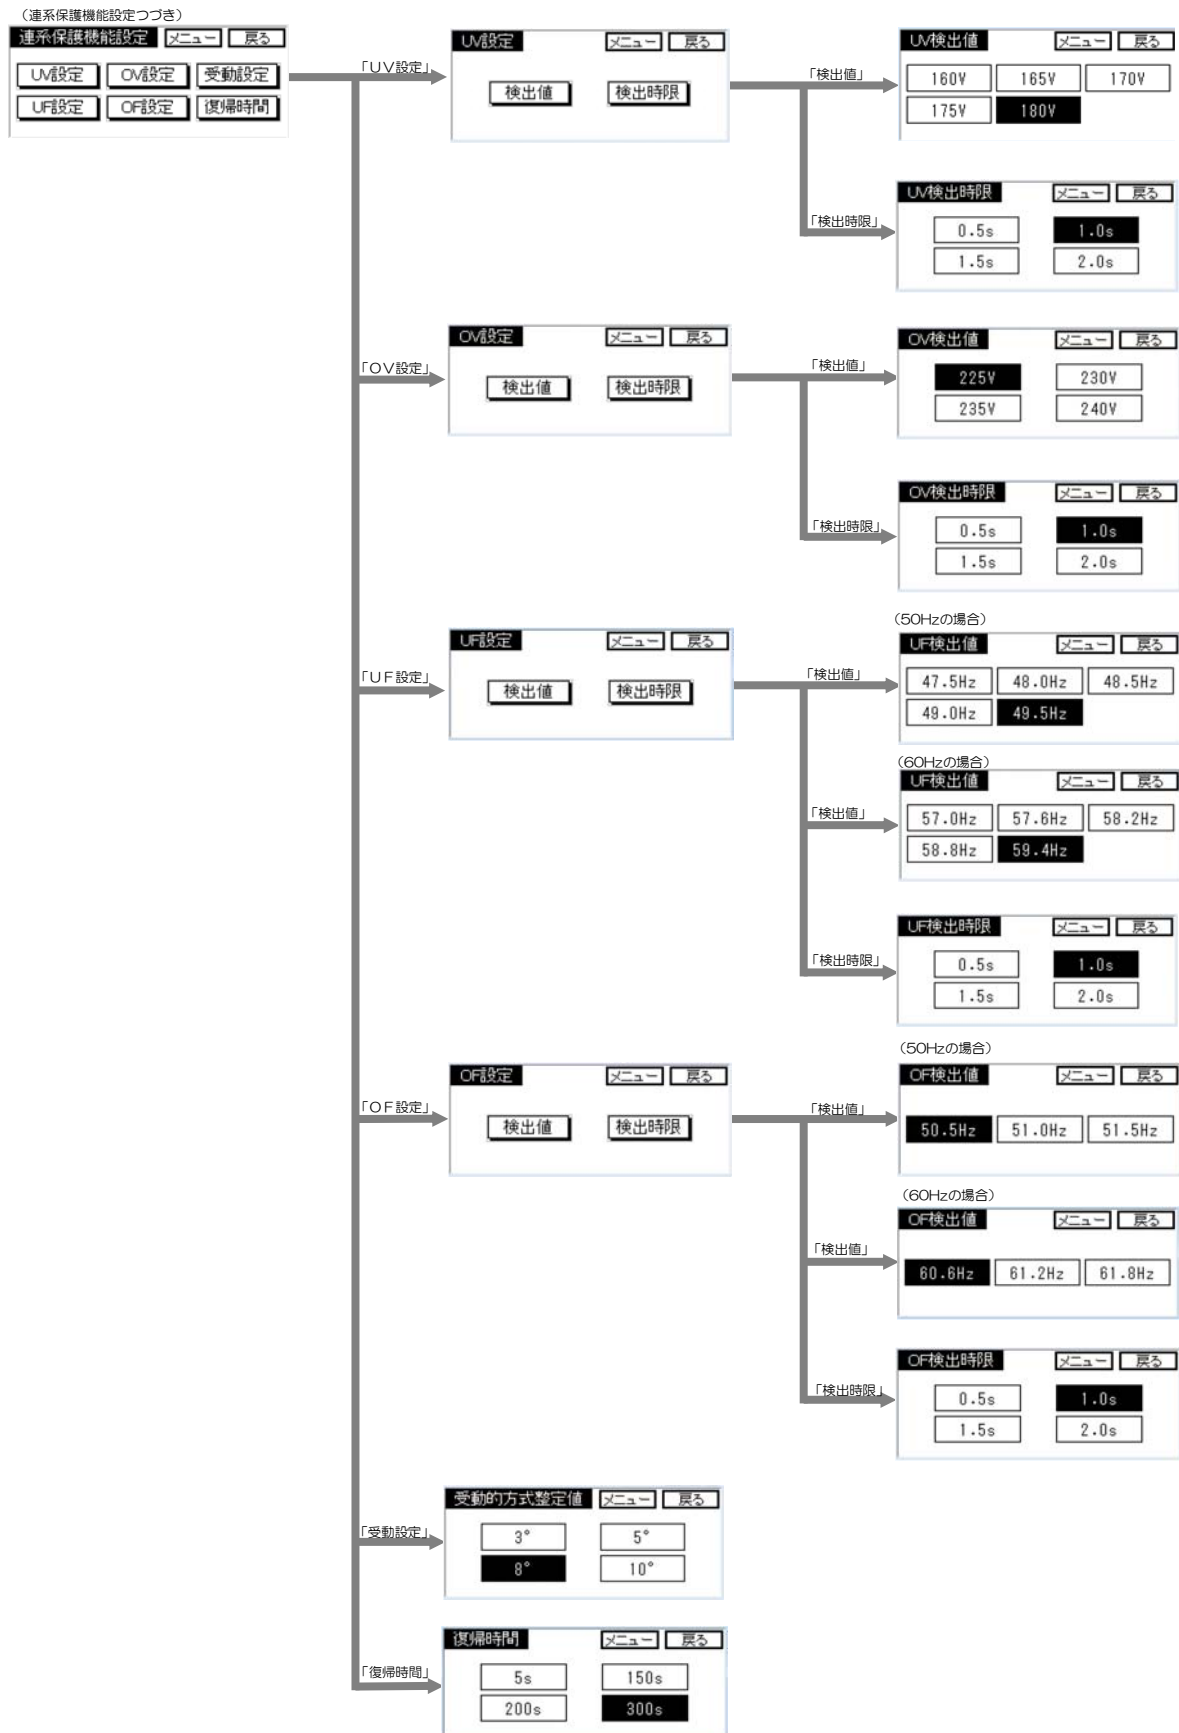 （連系保護機能設定つづき）
連系保護機能設定 メニュー 戻る
UV設定 OV設定 受動設定
UF設定 OF設定 復帰時間
「UV設定」
UV設定 メニュー 戻る
検出値 検出時限
「検出値」
UV検出値 メニュー 戻る
160V 165V 170V
175V 180V
「検出時限」
UV検出時限 メニュー 戻る
0.5s 1.0s
1.5s 2.0s
「OV設定」
OV設定 メニュー 戻る
検出値 検出時限
「検出値」
OV検出値 メニュー 戻る
225V 230V
235V 240V
「検出時限」
OV検出時限 メニュー 戻る
0.5s 1.0s
1.5s 2.0s
「UF設定」
UF設定 メニュー 戻る
検出値 検出時限
（50Hzの場合）
「検出値」
UF検出値 メニュー 戻る
47.5Hz 48.0Hz 48.5Hz
49.0Hz 49.5Hz
（60Hzの場合）
「検出値」
UF検出値 メニュー 戻る
57.0Hz 57.6Hz 58.2Hz
58.8Hz 59.4Hz
「検出時限」
UF検出時限 メニュー 戻る
0.5s 1.0s
1.5s 2.0s
「OF設定」
OF設定 メニュー 戻る
検出値 検出時限
（50Hzの場合）
「検出値」
OF検出値 メニュー 戻る
50.5Hz 51.0Hz 51.5Hz
（60Hzの場合）
「検出値」
OF検出値 メニュー 戻る
60.6Hz 61.2Hz 61.8Hz
「検出時限」
OF検出時限 メニュー 戻る
0.5s 1.0s
1.5s 2.0s
「受動設定」
受動的方式整定値 メニュー 戻る
3° 5°
8° 10°
「復帰時間」
復帰時間 メニュー 戻る
5s 150s
200s 300s